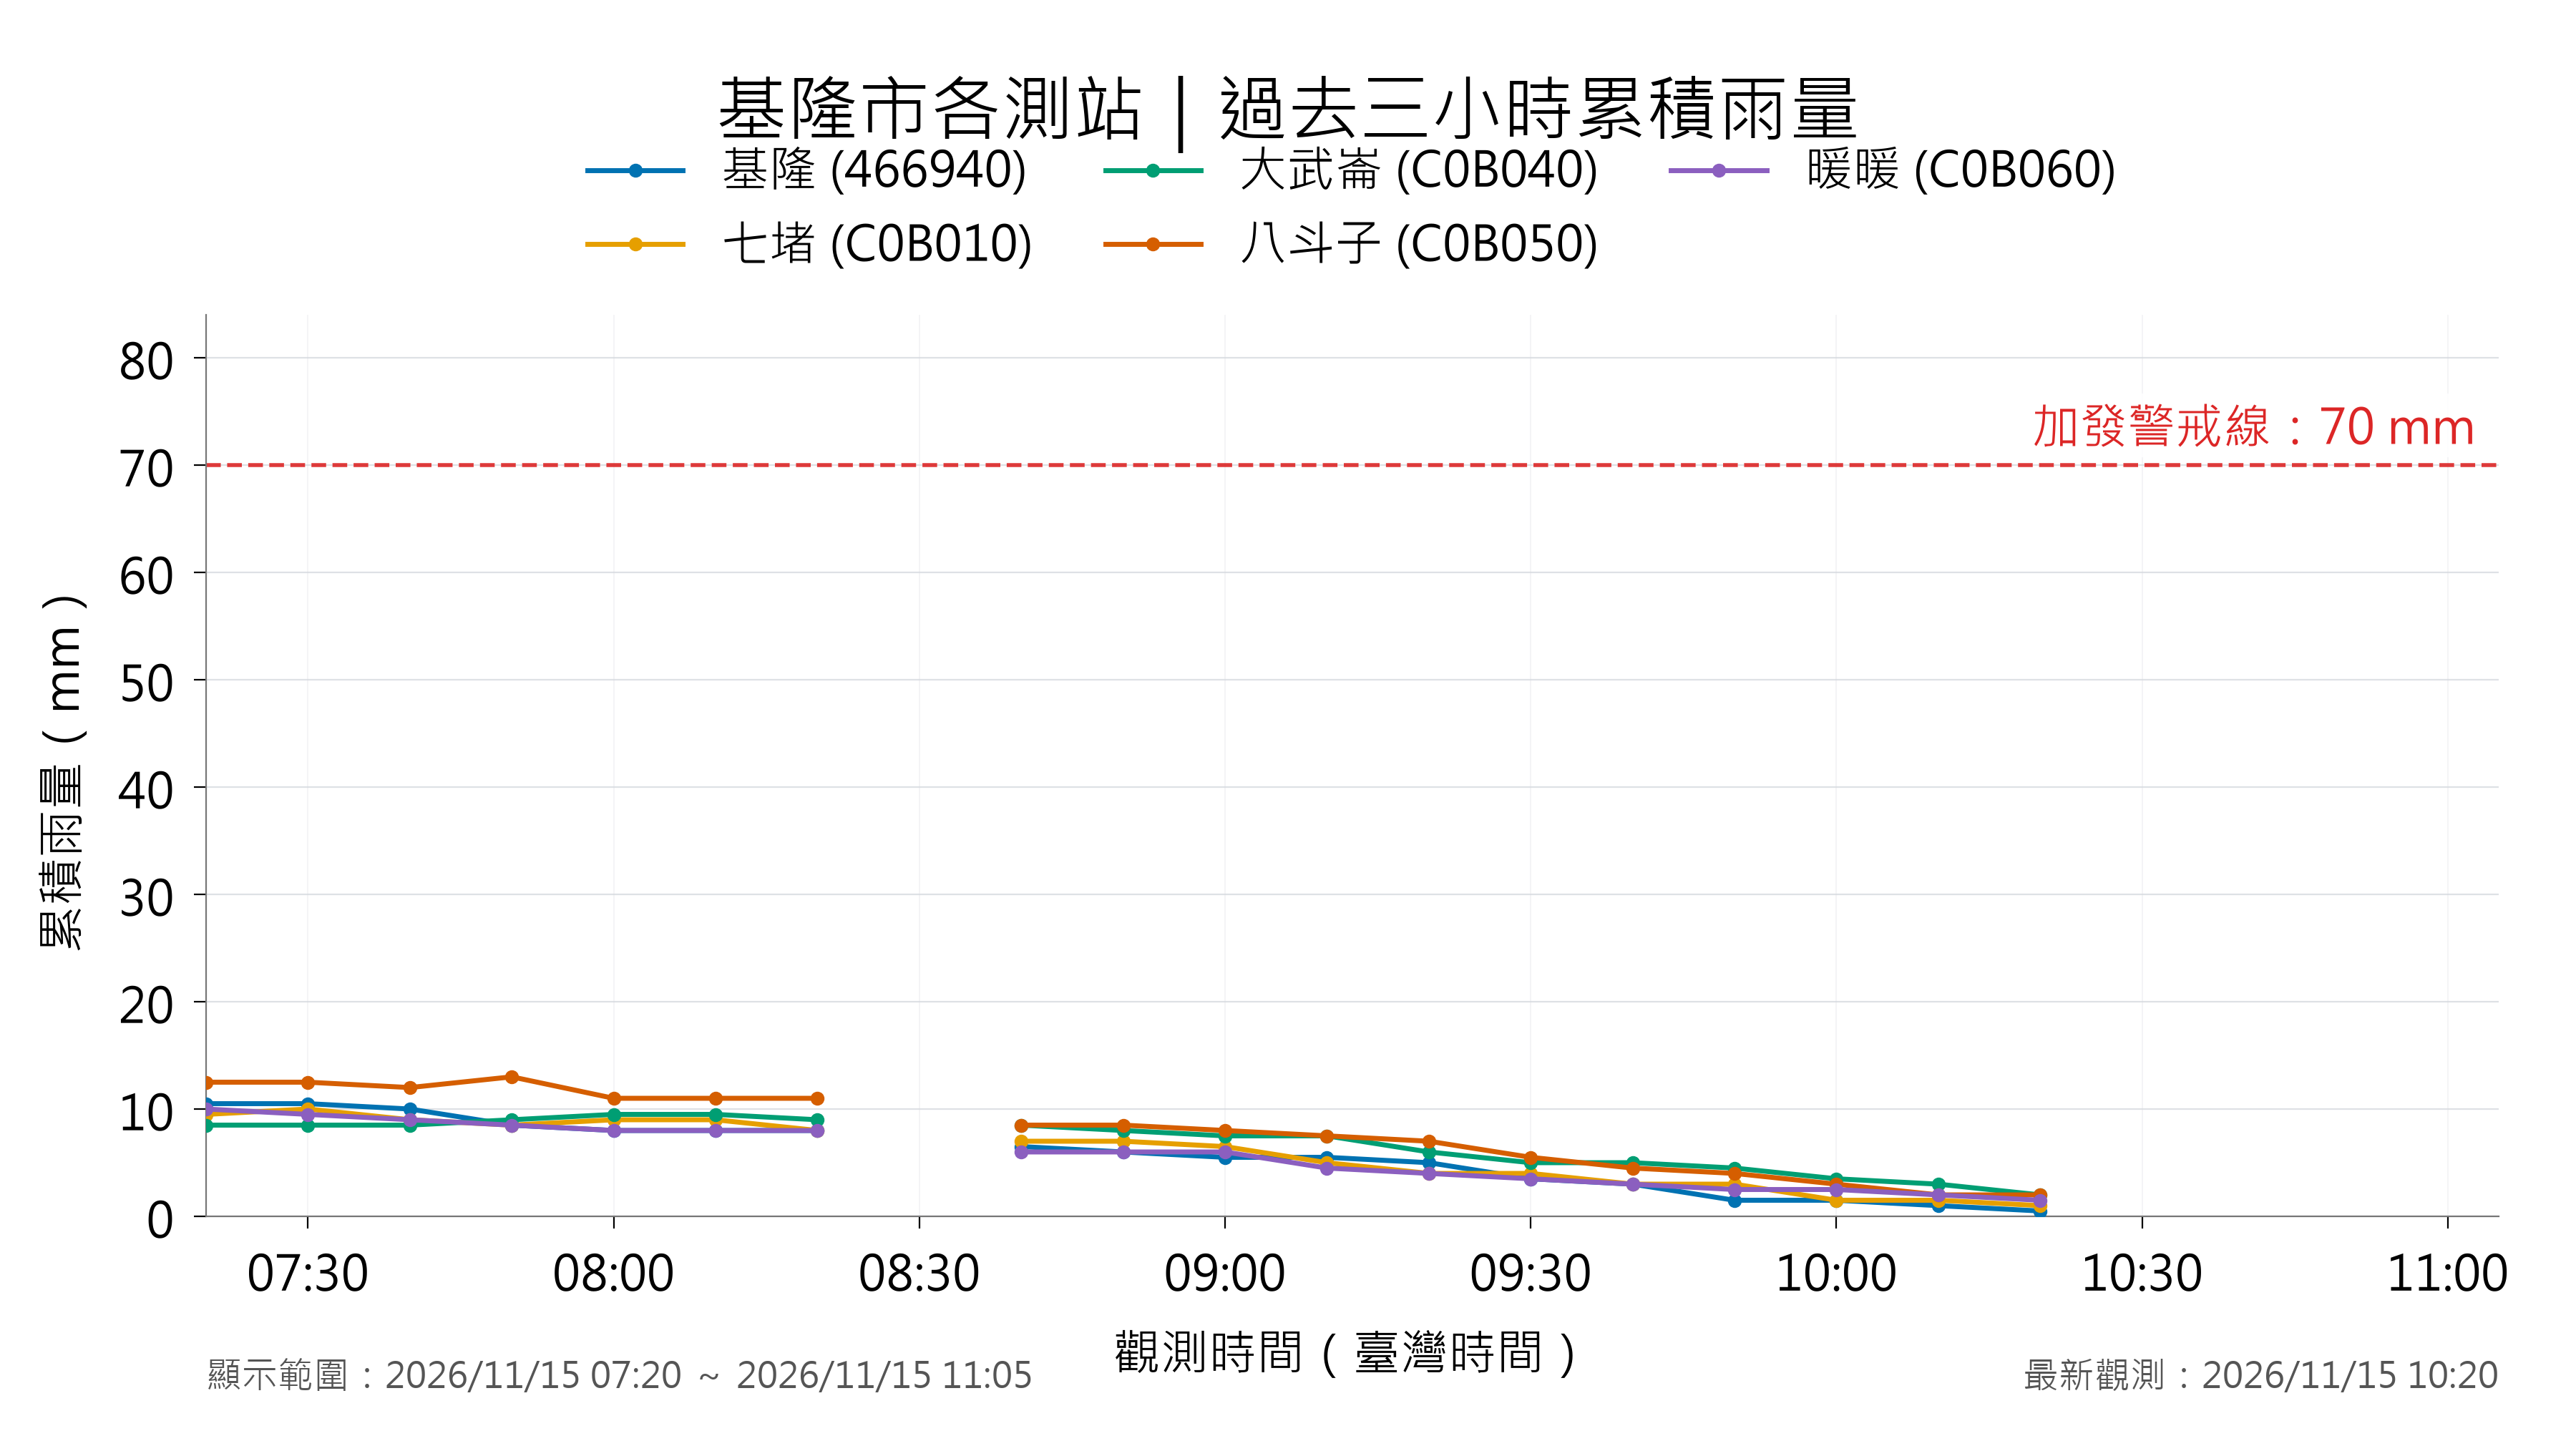 基隆市各測站｜過去三小時累積雨量
基隆 (466940)
大武崙 (C0B040)
暖暖 (C0B060)
七堵 (C0B010)
八斗子 (C0B050)
累積雨量（mm）
80
70
60
50
40
30
20
10
0
加發警戒線：70 mm
07:30 08:00 08:30 09:00 09:30 10:00 10:30 11:00
觀測時間（臺灣時間）
顯示範圍：2026/11/15 07:20 ~ 2026/11/15 11:05
最新觀測：2026/11/15 10:20